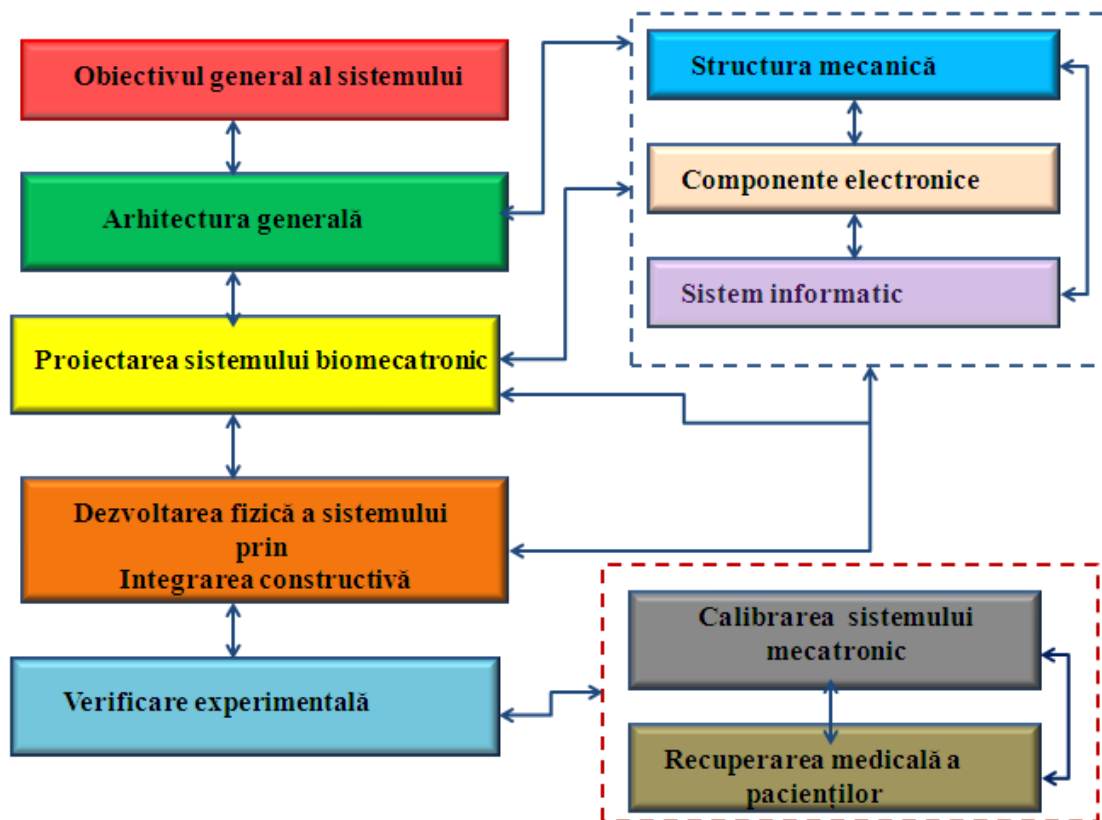 Obiectivul general al sistemului
Arhitectura generală
Proiectarea sistemului biomecatronic
Dezvoltarea fizică a sistemului
prin
Integrarea constructivă
Verificare experimentală
Structura mecanică
Componente electronice
Sistem informatic
Calibrarea sistemului
mecatronic
Recuperarea medicală a
pacienților